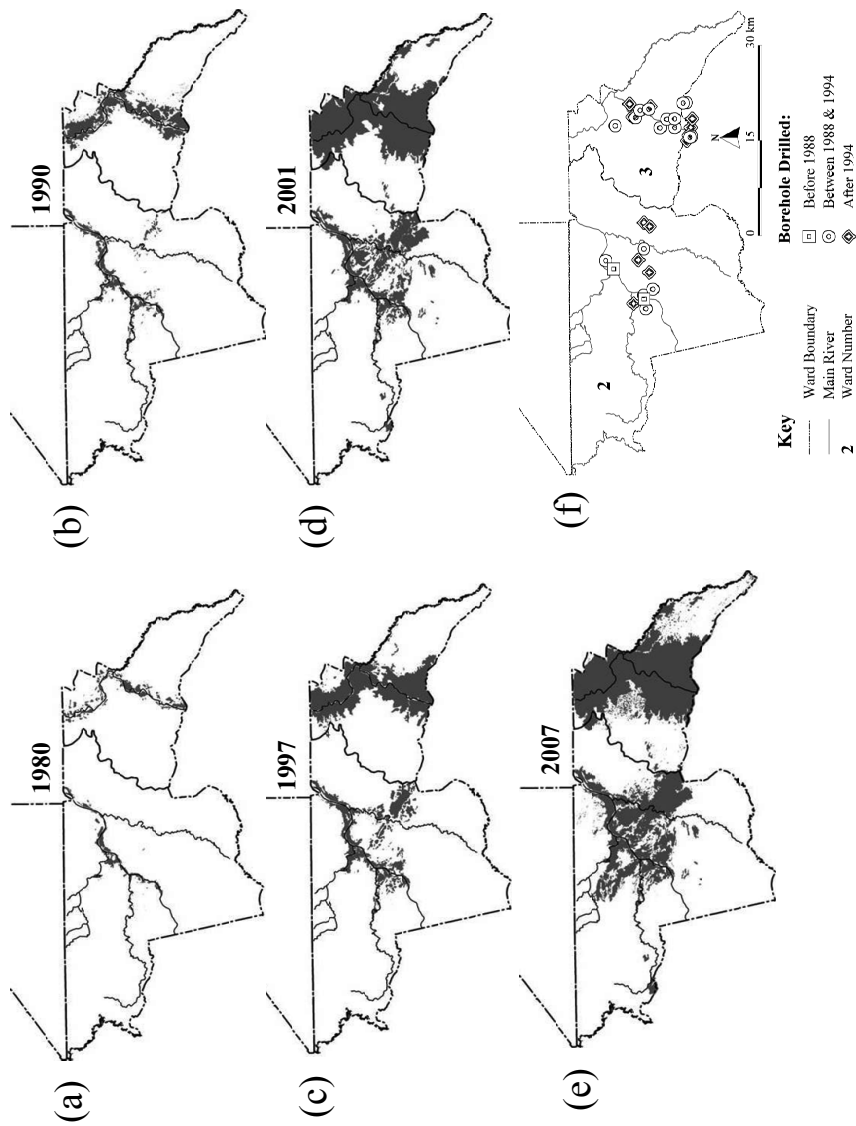 (a)
1980
(b)
1990
(c)
1997
(d)
2001
(e)
2007
(f)
2
3
N
0
15
30 km
Key
Ward Boundary
Main River
2 Ward Number
Borehole Drilled:
Before 1988
Between 1988 & 1994
After 1994